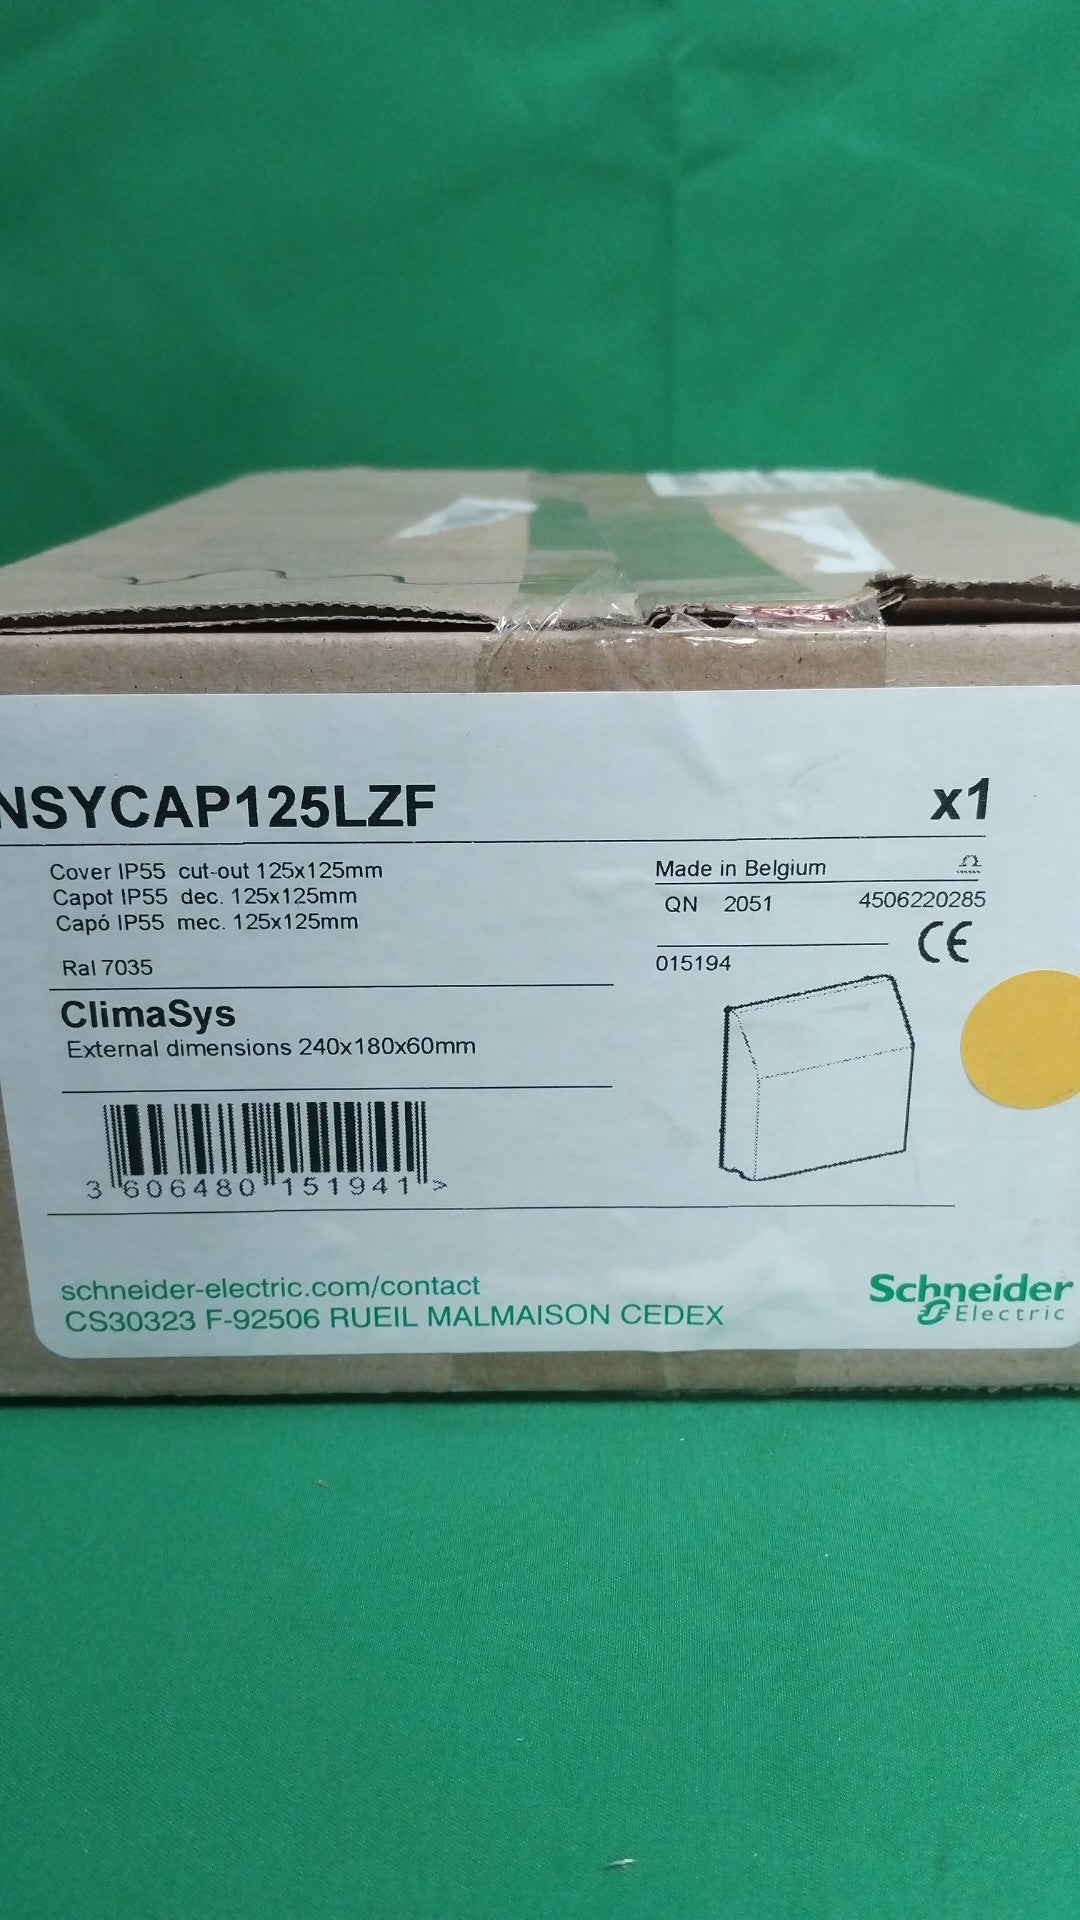 NSYCAP125LZF x1
Cover IP55 cut-out 125x125mm
Capot IP55 dec. 125x125mm
Capó IP55 mec. 125x125mm
Ral 7035
Made in Belgium
QN 2051 4506220285
CE
015194
ClimaSys
External dimensions 240x180x60mm
3 606480 151941 >
schneider-electric.com/contact
CS30323 F-92506 RUEIL MALMAISON CEDEX
Schneider
Electric